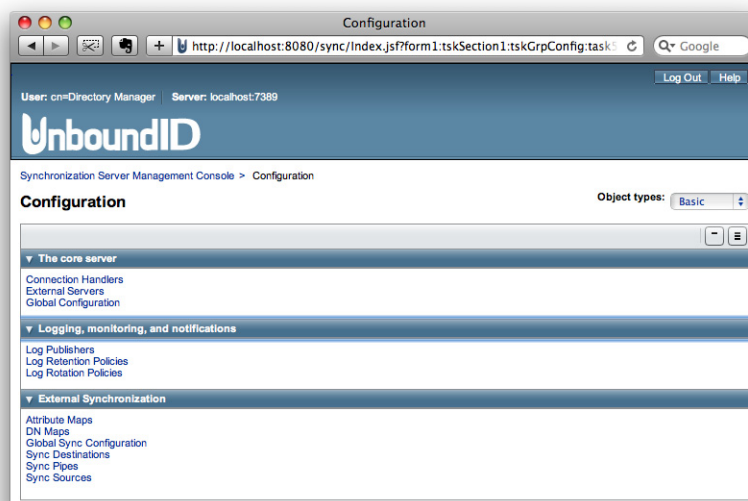 Configuration
http://localhost:8080/sync/Index.jsf?form1:tskSection1:tskGrpConfig:task
Google
Log Out Help
User: cn=Directory Manager Server: localhost:7389
UnboundID
Synchronization Server Management Console > Configuration
Configuration
Object types: Basic
The core server
Connection Handlers
External Servers
Global Configuration
Logging, monitoring, and notifications
Log Publishers
Log Retention Policies
Log Rotation Policies
External Synchronization
Attribute Maps
DN Maps
Global Sync Configuration
Sync Destinations
Sync Pipes
Sync Sources